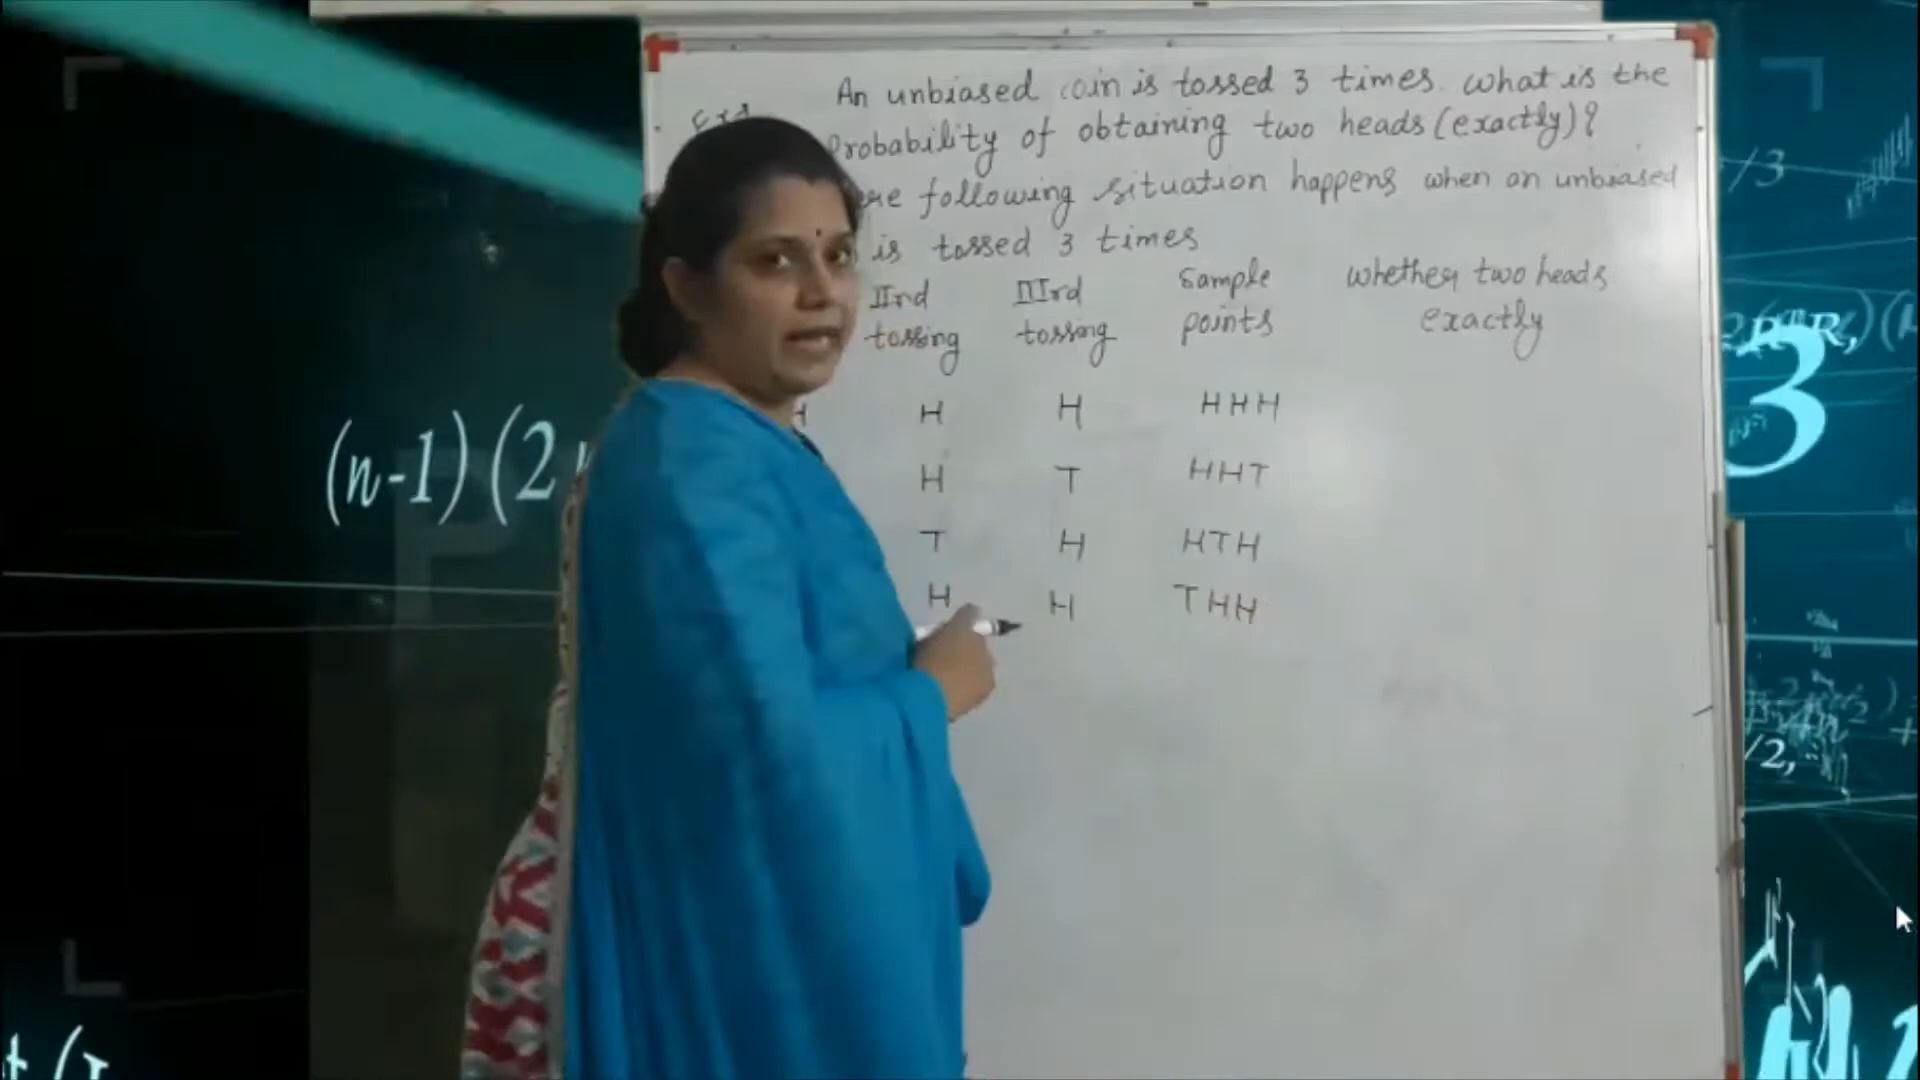 An unbiased coin is tossed 3 times. What is the
Probability of obtaining two heads (exactly)?
following situation happens when an unbiased
is tossed 3 times
IInd IIIrd Sample whether two heads
tossing tossing points exactly
H H H HHH
H T HHT
T H HTH
H H THH
(n-1)(2
/3
3
/2,